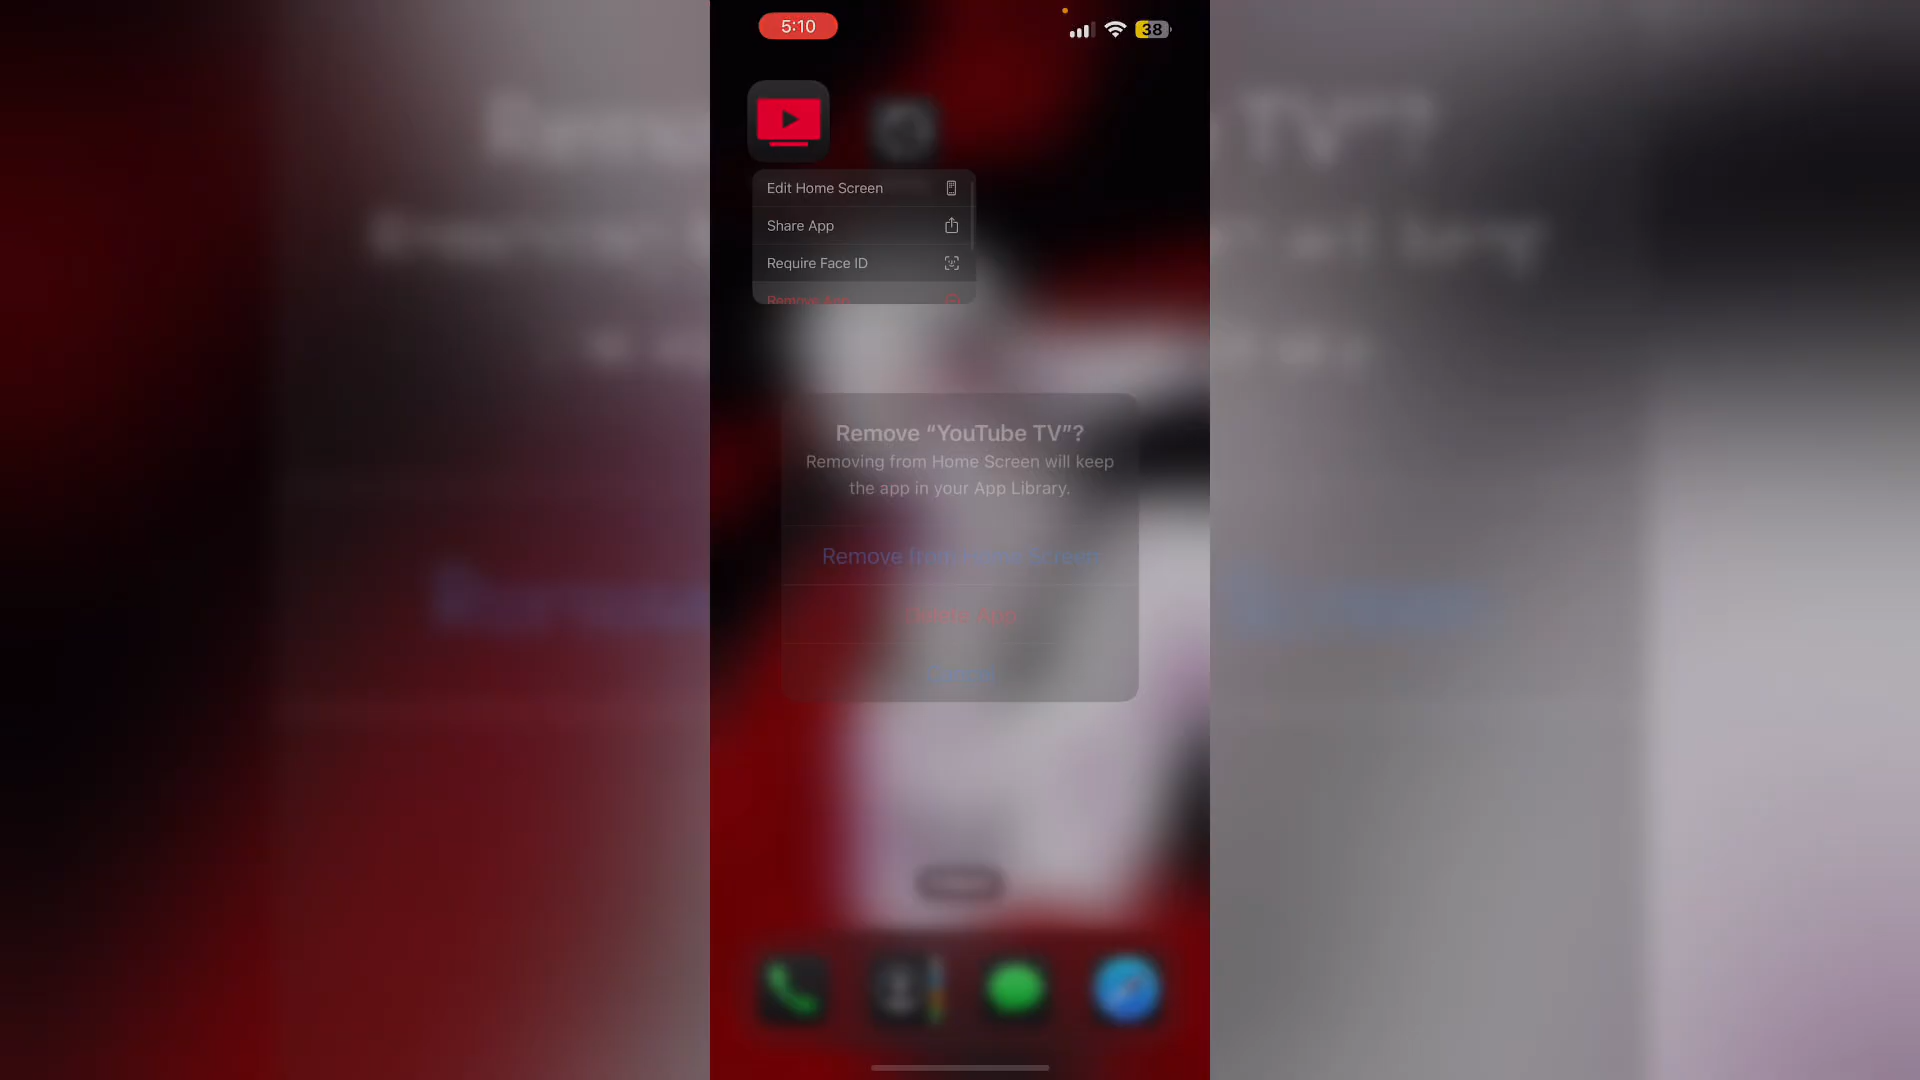 5:10
38
Edit Home Screen
Share App
Require Face ID
Remove App
Remove “YouTube TV”?
Removing from Home Screen will keep
the app in your App Library.
Remove from Home Screen
Delete App
Cancel